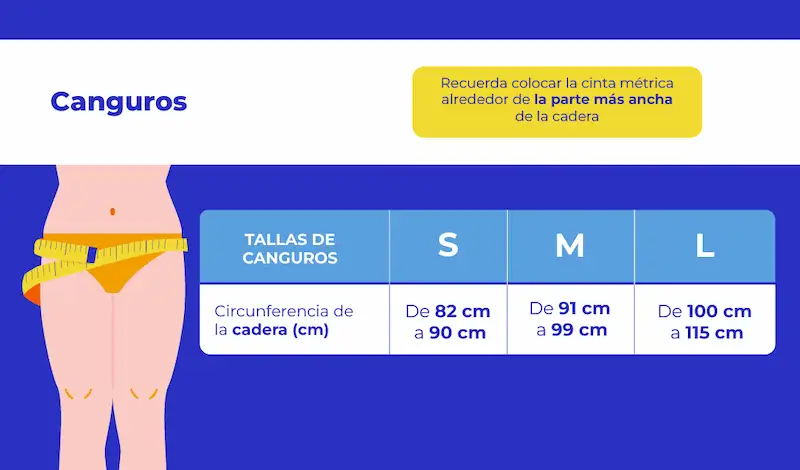 Canguros
Recuerda colocar la cinta métrica
alrededor de la parte más ancha
de la cadera
TALLAS DE
CANGUROS
S
M
L
Circunferencia de
la cadera (cm)
De 82 cm
a 90 cm
De 91 cm
a 99 cm
De 100 cm
a 115 cm